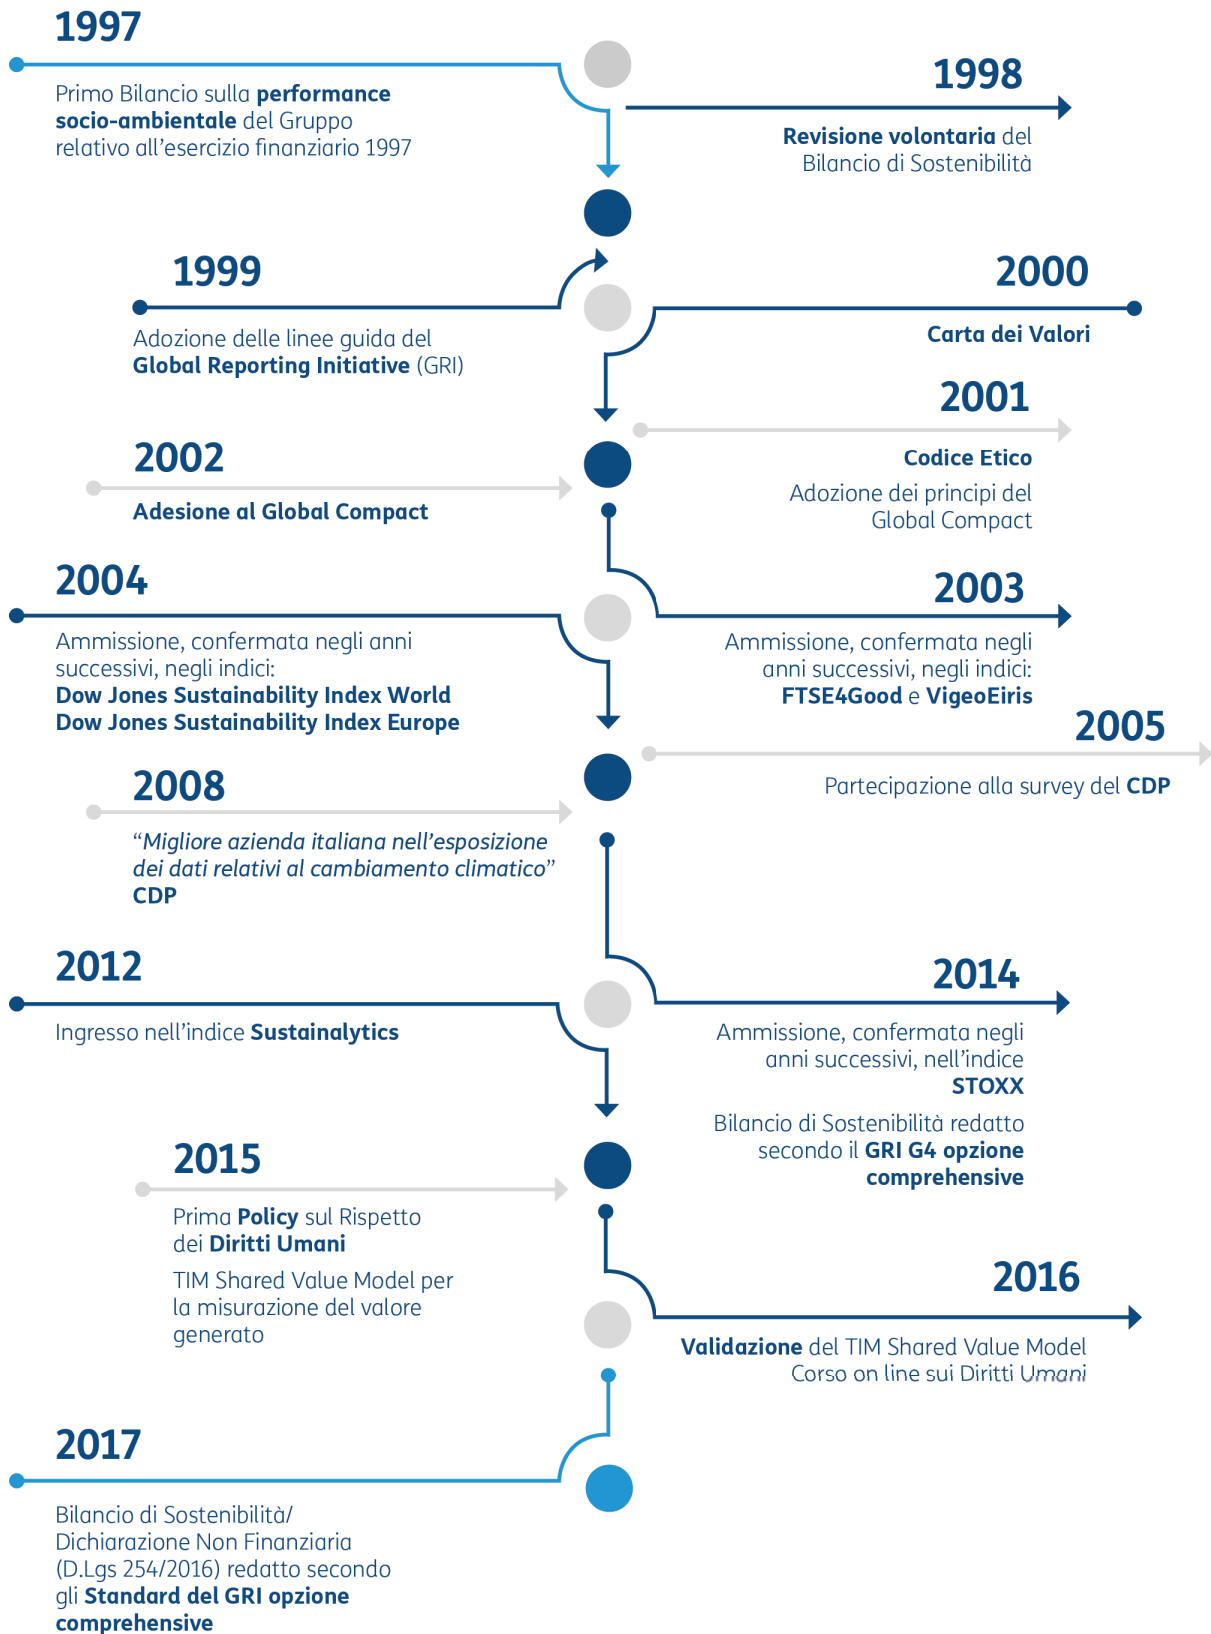 1997
Primo Bilancio sulla performance
socio-ambientale del Gruppo
relativo all'esercizio finanziario 1997
1998
Revisione volontaria del
Bilancio di Sostenibilità
1999
Adozione delle linee guida del
Global Reporting Initiative (GRI)
2000
Carta dei Valori
2001
Codice Etico
Adozione dei principi del
Global Compact
2002
Adesione al Global Compact
2003
Ammissione, confermata negli
anni successivi, negli indici:
FTSE4Good e VigeoEiris
2004
Ammissione, confermata negli anni
successivi, negli indici:
Dow Jones Sustainability Index World
Dow Jones Sustainability Index Europe
2005
Partecipazione alla survey del CDP
2008
“Migliore azienda italiana nell’esposizione
dei dati relativi al cambiamento climatico”
CDP
2012
Ingresso nell’indice Sustainalytics
2014
Ammissione, confermata negli
anni successivi, nell’indice
STOXX
Bilancio di Sostenibilità redatto
secondo il GRI G4 opzione
comprehensive
2015
Prima Policy sul Rispetto
dei Diritti Umani
TIM Shared Value Model per
la misurazione del valore
generato
2016
Validazione del TIM Shared Value Model
Corso on line sui Diritti Umani
2017
Bilancio di Sostenibilità/
Dichiarazione Non Finanziaria
(D.Lgs 254/2016) redatto secondo
gli Standard del GRI opzione
comprehensive